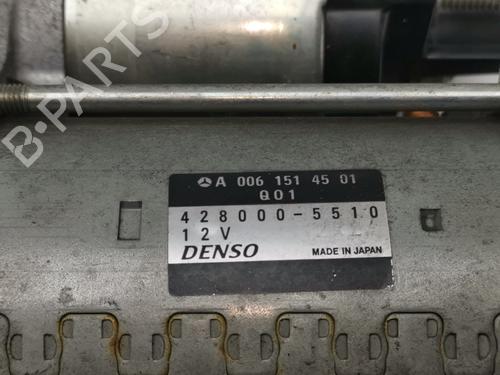 A 006 151 45 01
Q01
428000-5510
12V
DENSO MADE IN JAPAN
B-PARTS